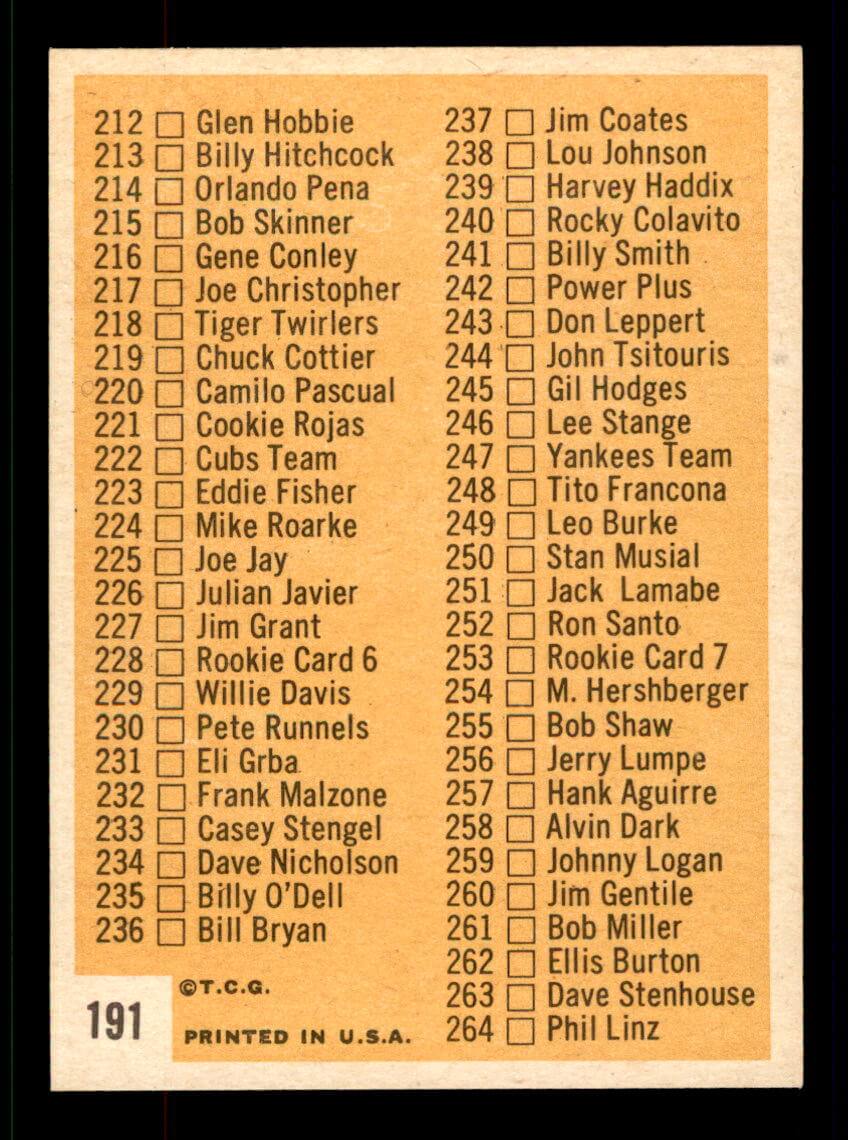 212 □ Glen Hobbie
213 □ Billy Hitchcock
214 □ Orlando Pena
215 □ Bob Skinner
216 □ Gene Conley
217 □ Joe Christopher
218 □ Tiger Twirlers
219 □ Chuck Cottier
220 □ Camilo Pascual
221 □ Cookie Rojas
222 □ Cubs Team
223 □ Eddie Fisher
224 □ Mike Roarke
225 □ Joe Jay
226 □ Julian Javier
227 □ Jim Grant
228 □ Rookie Card 6
229 □ Willie Davis
230 □ Pete Runnels
231 □ Eli Grba
232 □ Frank Malzone
233 □ Casey Stengel
234 □ Dave Nicholson
235 □ Billy O'Dell
236 □ Bill Bryan
237 □ Jim Coates
238 □ Lou Johnson
239 □ Harvey Haddix
240 □ Rocky Colavito
241 □ Billy Smith
242 □ Power Plus
243 □ Don Leppert
244 □ John Tsitouris
245 □ Gil Hodges
246 □ Lee Stange
247 □ Yankees Team
248 □ Tito Francona
249 □ Leo Burke
250 □ Stan Musial
251 □ Jack Lamabe
252 □ Ron Santo
253 □ Rookie Card 7
254 □ M. Hershberger
255 □ Bob Shaw
256 □ Jerry Lumpe
257 □ Hank Aguirre
258 □ Alvin Dark
259 □ Johnny Logan
260 □ Jim Gentile
261 □ Bob Miller
262 □ Ellis Burton
263 □ Dave Stenhouse
264 □ Phil Linz
191
©T.C.G.
PRINTED IN U.S.A.